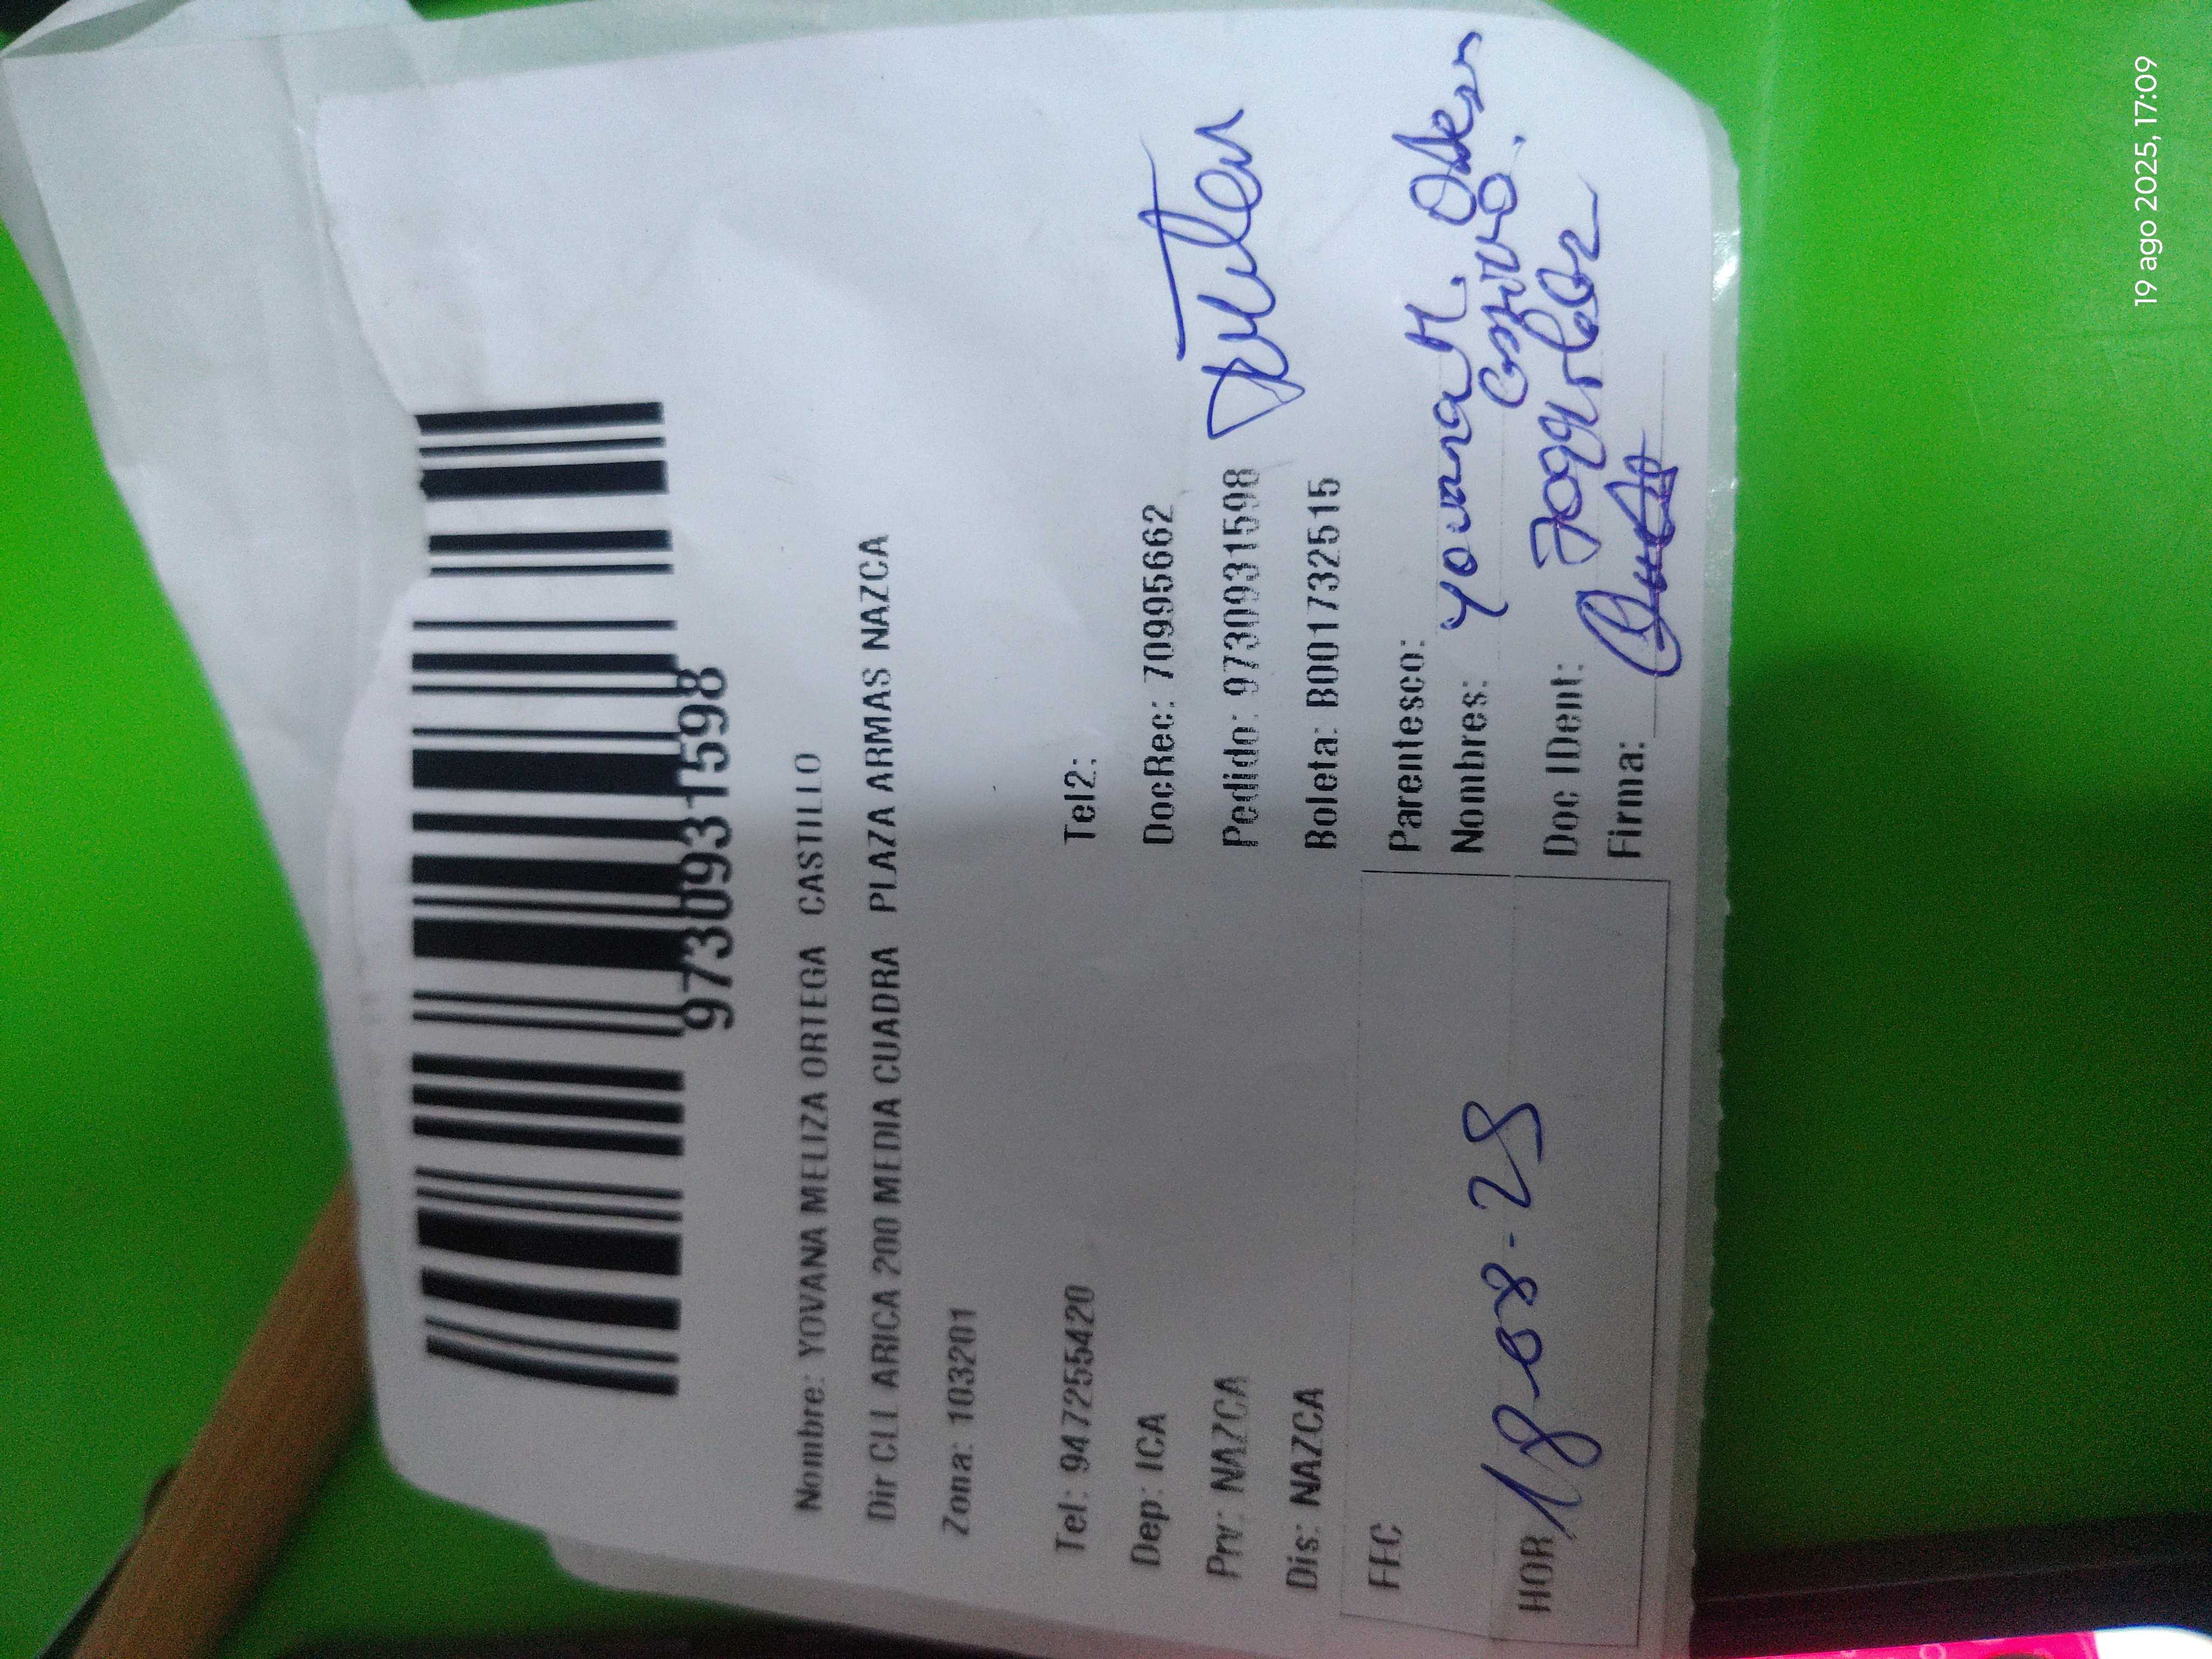 9730931598
Nombre: YOVANA MELIZA ORTEGA CASTILLO
Dir CLL ARICA 200 MEDIA CUADRA PLAZA ARMAS NAZCA
Zona: 103201
Tel: 947255420 Tel2:
Dep: ICA DocRec: 70995662
Prv: NAZCA Pedido: 9730931598
Dis: NAZCA Boleta: B001732515
FEC Parentesco:
Nombres: Yovana M.
HOR 18-08-25 Doc IDent:
Firma:
19 ago 2025, 17:09